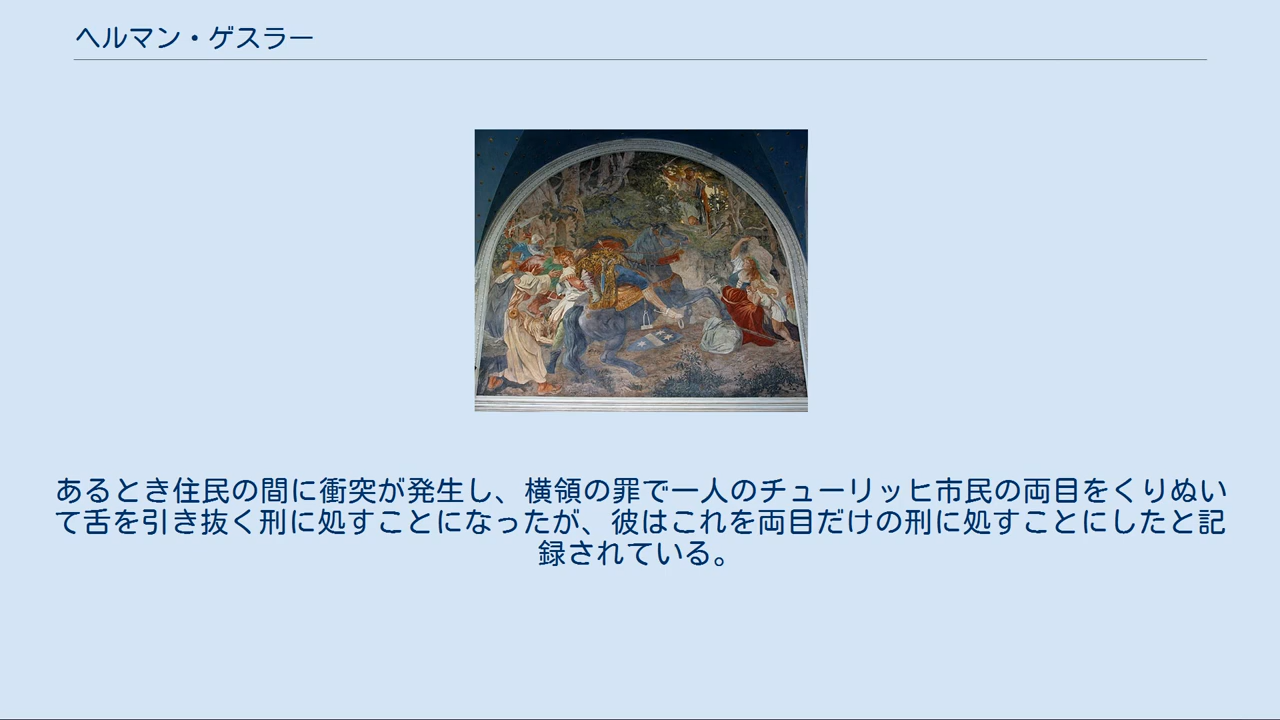 ヘルマン・ゲスラー
あるとき住民の間に衝突が発生し、横領の罪で一人のチューリッヒ市民の両目をくりぬい
て舌を引き抜く刑に処すことになったが、彼はこれを両目だけの刑に処すことにしたと記
録されている。